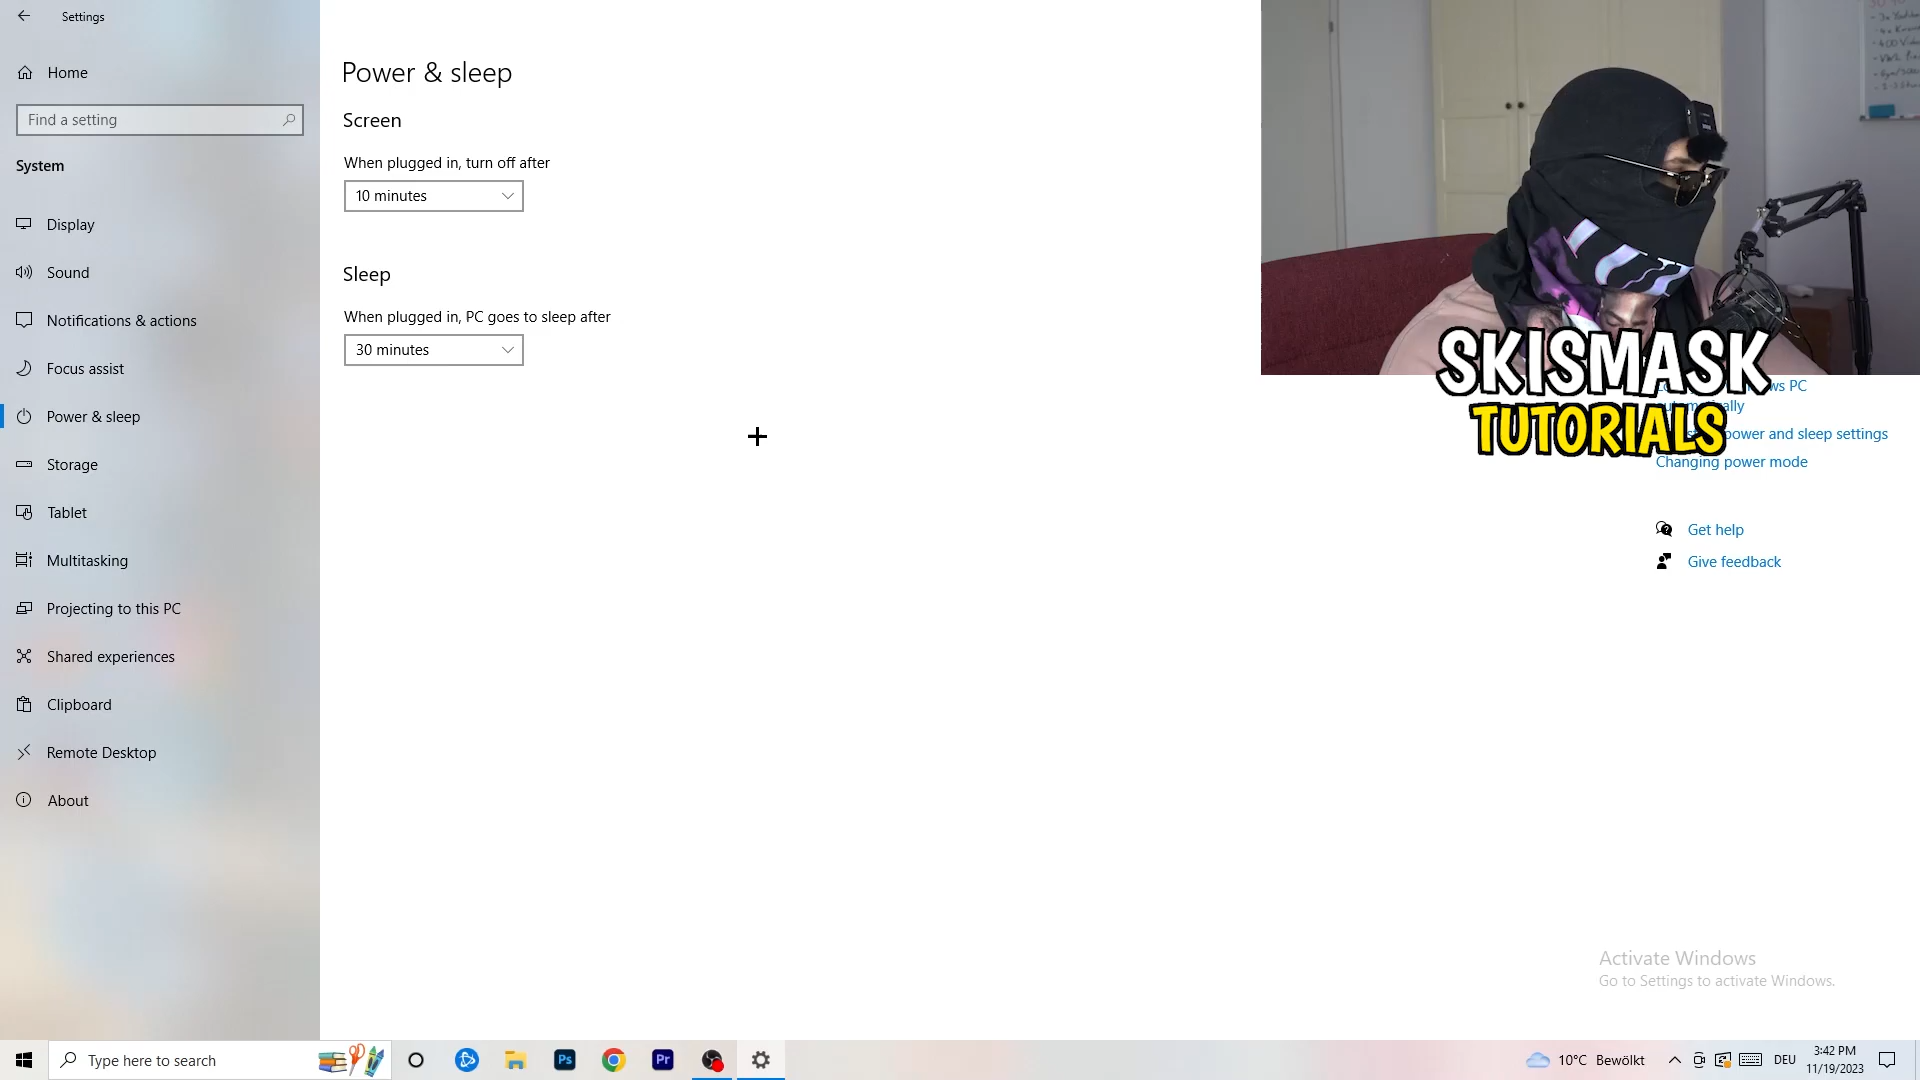 Settings
Home
Find a setting
System
Display
Sound
Notifications & actions
Focus assist
Power & sleep
Storage
Tablet
Multitasking
Projecting to this PC
Shared experiences
Clipboard
Remote Desktop
About
Power & sleep
Screen
When plugged in, turn off after
10 minutes
Sleep
When plugged in, PC goes to sleep after
30 minutes
SKISMASK
TUTORIALS
PC
power and sleep settings
Changing power mode
Get help
Give feedback
Activate Windows
Go to Settings to activate Windows.
Type here to search
Ps
Pr
10°C Bewölkt
DEU
3:42 PM
11/19/2023